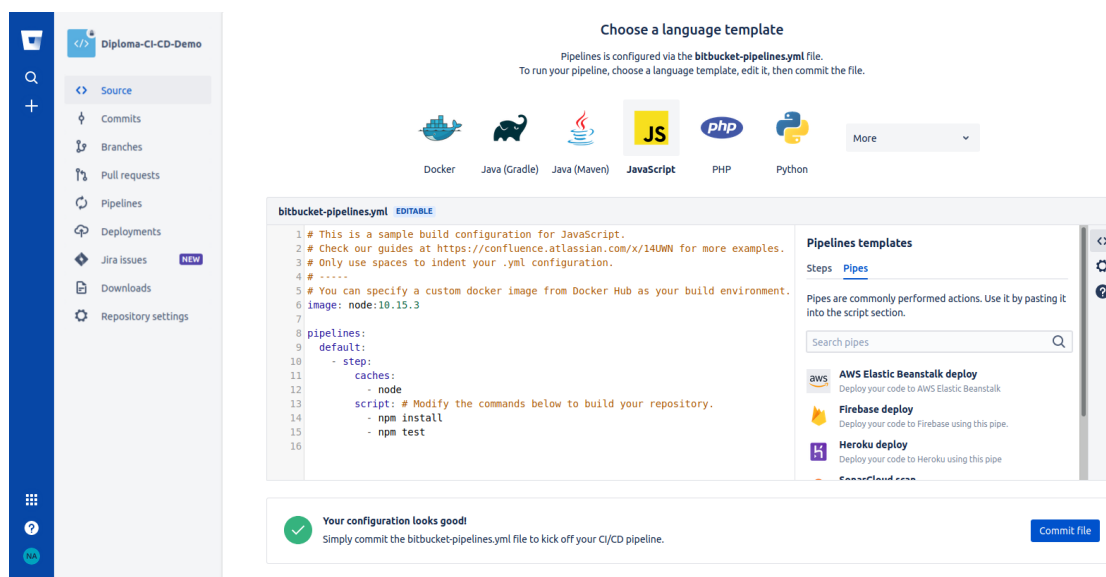 Diploma-CI-CD-Demo
Source
Commits
Branches
Pull requests
Pipelines
Deployments
Jira issues NEW
Downloads
Repository settings
NA
Choose a language template
Pipelines is configured via the bitbucket-pipelines.yml file.
To run your pipeline, choose a language template, edit it, then commit the file.
JS
php
Docker Java (Gradle) Java (Maven) JavaScript PHP Python
More
bitbucket-pipelines.yml EDITABLE
1 # This is a sample build configuration for JavaScript.
2 # Check our guides at https://confluence.atlassian.com/x/14UWN for more examples.
3 # Only use spaces to indent your .yml configuration.
4 # -----
5 # You can specify a custom docker image from Docker Hub as your build environment.
6 image: node:10.15.3
7
8 pipelines:
9 default:
10 - step:
11 caches:
12 - node
13 script: # Modify the commands below to build your repository.
14 - npm install
15 - npm test
16
Pipelines templates
Steps Pipes
Pipes are commonly performed actions. Use it by pasting it
into the script section.
Search pipes
aws
AWS Elastic Beanstalk deploy
Deploy your code to AWS Elastic Beanstalk
Firebase deploy
Deploy your code to Firebase using this pipe.
Heroku deploy
Deploy your code to Heroku using this pipe
SonarCloud scan
Your configuration looks good!
Simply commit the bitbucket-pipelines.yml file to kick off your CI/CD pipeline.
Commit file